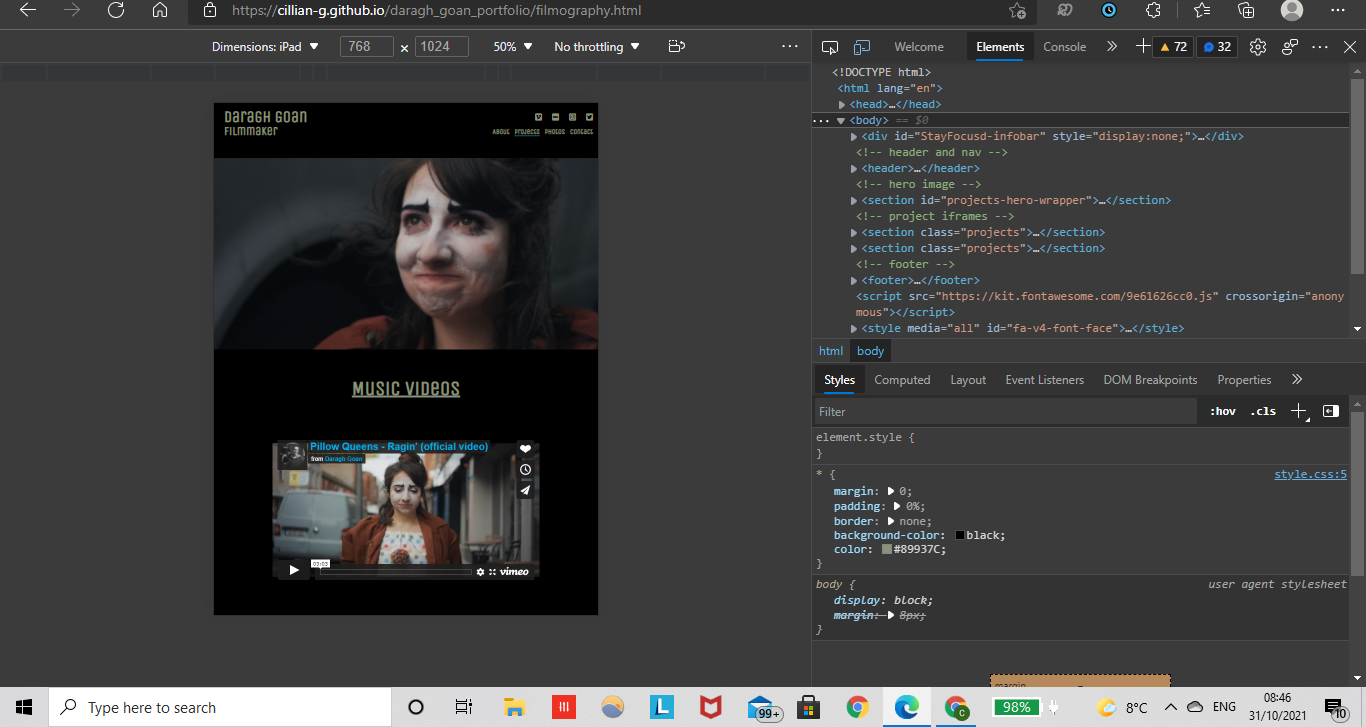 https://cillian-g.github.io/daragh_goan_portfolio/filmography.html
Dimensions: iPad ▼ 768 × 1024 50% ▼ No throttling ▼
Welcome Elements Console 72 32
Daragh Goan
Filmmaker
About Projects Photos Contact
Music Videos
Pillow Queens - Ragin' (official video)
from Daragh Goan
03:03
vimeo
<!DOCTYPE html>
<html lang="en">
<head>…</head>
<body> == $0
<div id="StayFocusd-infobar" style="display:none;">…</div>
<!-- header and nav -->
<header>…</header>
<!-- hero image -->
<section id="projects-hero-wrapper">…</section>
<!-- project iframes -->
<section class="projects">…</section>
<section class="projects">…</section>
<!-- footer -->
<footer>…</footer>
<script src="https://kit.fontawesome.com/9e61626cc0.js" crossorigin="anony
mous"></script>
<style media="all" id="fa-v4-font-face">…</style>
html body
Styles Computed Layout Event Listeners DOM Breakpoints Properties
Filter :hov .cls
element.style {
}
* { style.css:5
margin: 0;
padding: 0%;
border: none;
background-color: black;
color: #89937C;
}
body { user agent stylesheet
display: block;
margin: 8px;
}
margin
Type here to search
L
99+
C
98%
8°C
ENG
08:46
31/10/2021
10